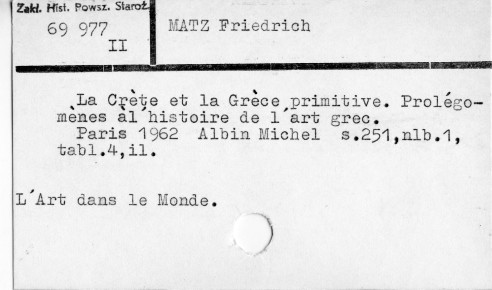 Zakł. Hist. Powsz. Staroż.
69 977
II
MATZ Friedrich
La Crète et la Grèce primitive. Prolégo-
mènes àl'histoire de l'art grec.
Paris 1962 Albin Michel s.251,nlb.1,
tabl.4,il.
L'Art dans le Monde.